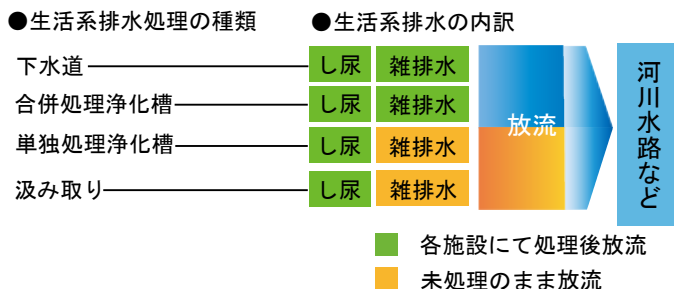 ●生活系排水処理の種類 ●生活系排水の内訳
下水道 し尿 雑排水
合併処理浄化槽 し尿 雑排水
単独処理浄化槽 し尿 雑排水
汲み取り し尿 雑排水
放流
河川水路など
各施設にて処理後放流
未処理のまま放流